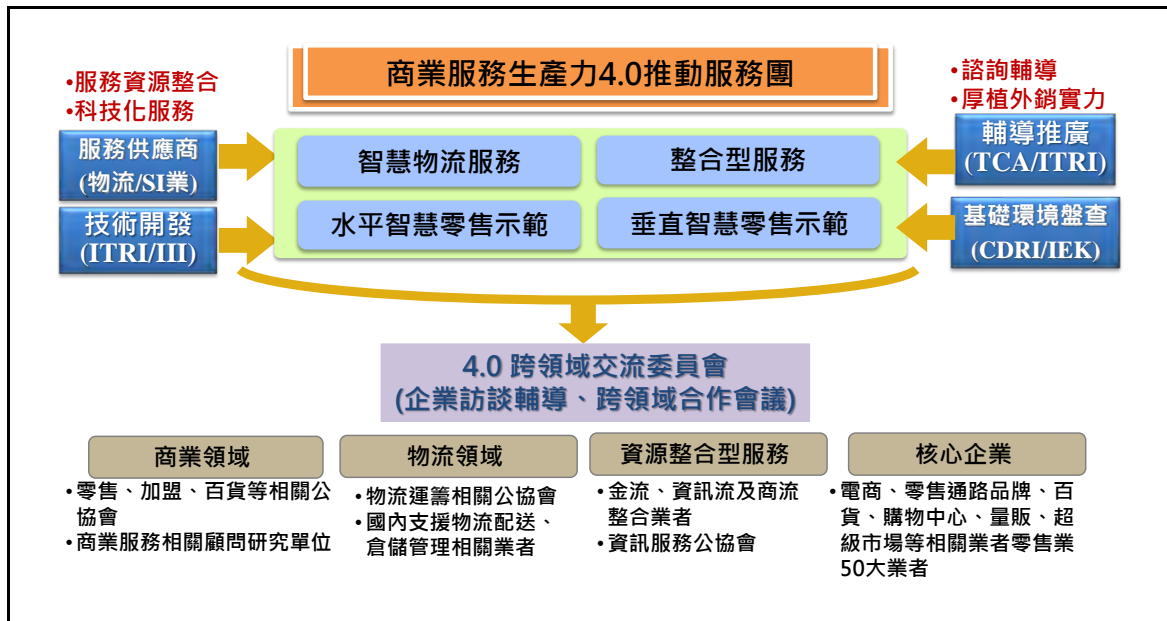 商業服務生產力4.0推動服務團
•服務資源整合
•科技化服務
•諮詢輔導
•厚植外銷實力
服務供應商
(物流/SI業)
技術開發
(ITRI/III)
智慧物流服務
整合型服務
水平智慧零售示範
垂直智慧零售示範
輔導推廣
(TCA/ITRI)
基礎環境盤查
(CDRI/IEK)
4.0 跨領域交流委員會
(企業訪談輔導、跨領域合作會議)
商業領域
•零售、加盟、百貨等相關公
協會
•商業服務相關顧問研究單位
物流領域
•物流運籌相關公協會
•國內支援物流配送、
倉儲管理相關業者
資源整合型服務
•金流、資訊流及商流
整合業者
•資訊服務公協會
核心企業
•電商、零售通路品牌、百
貨、購物中心、量販、超
級市場等相關業者零售業
50大業者